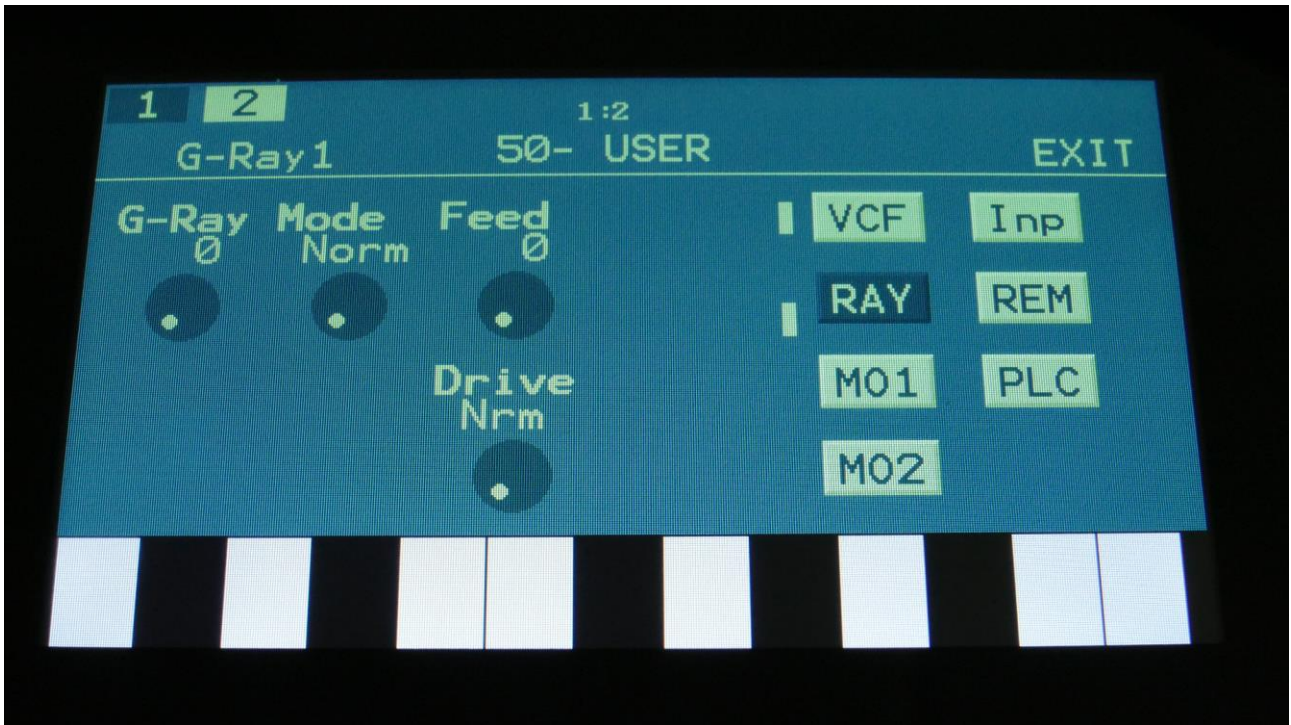 1 2 1:2
G-Ray1 50- USER EXIT
G-Ray Mode Feed VCF Inp
0 Norm 0
RAY REM
Drive MO1 PLC
Nrm
MO2